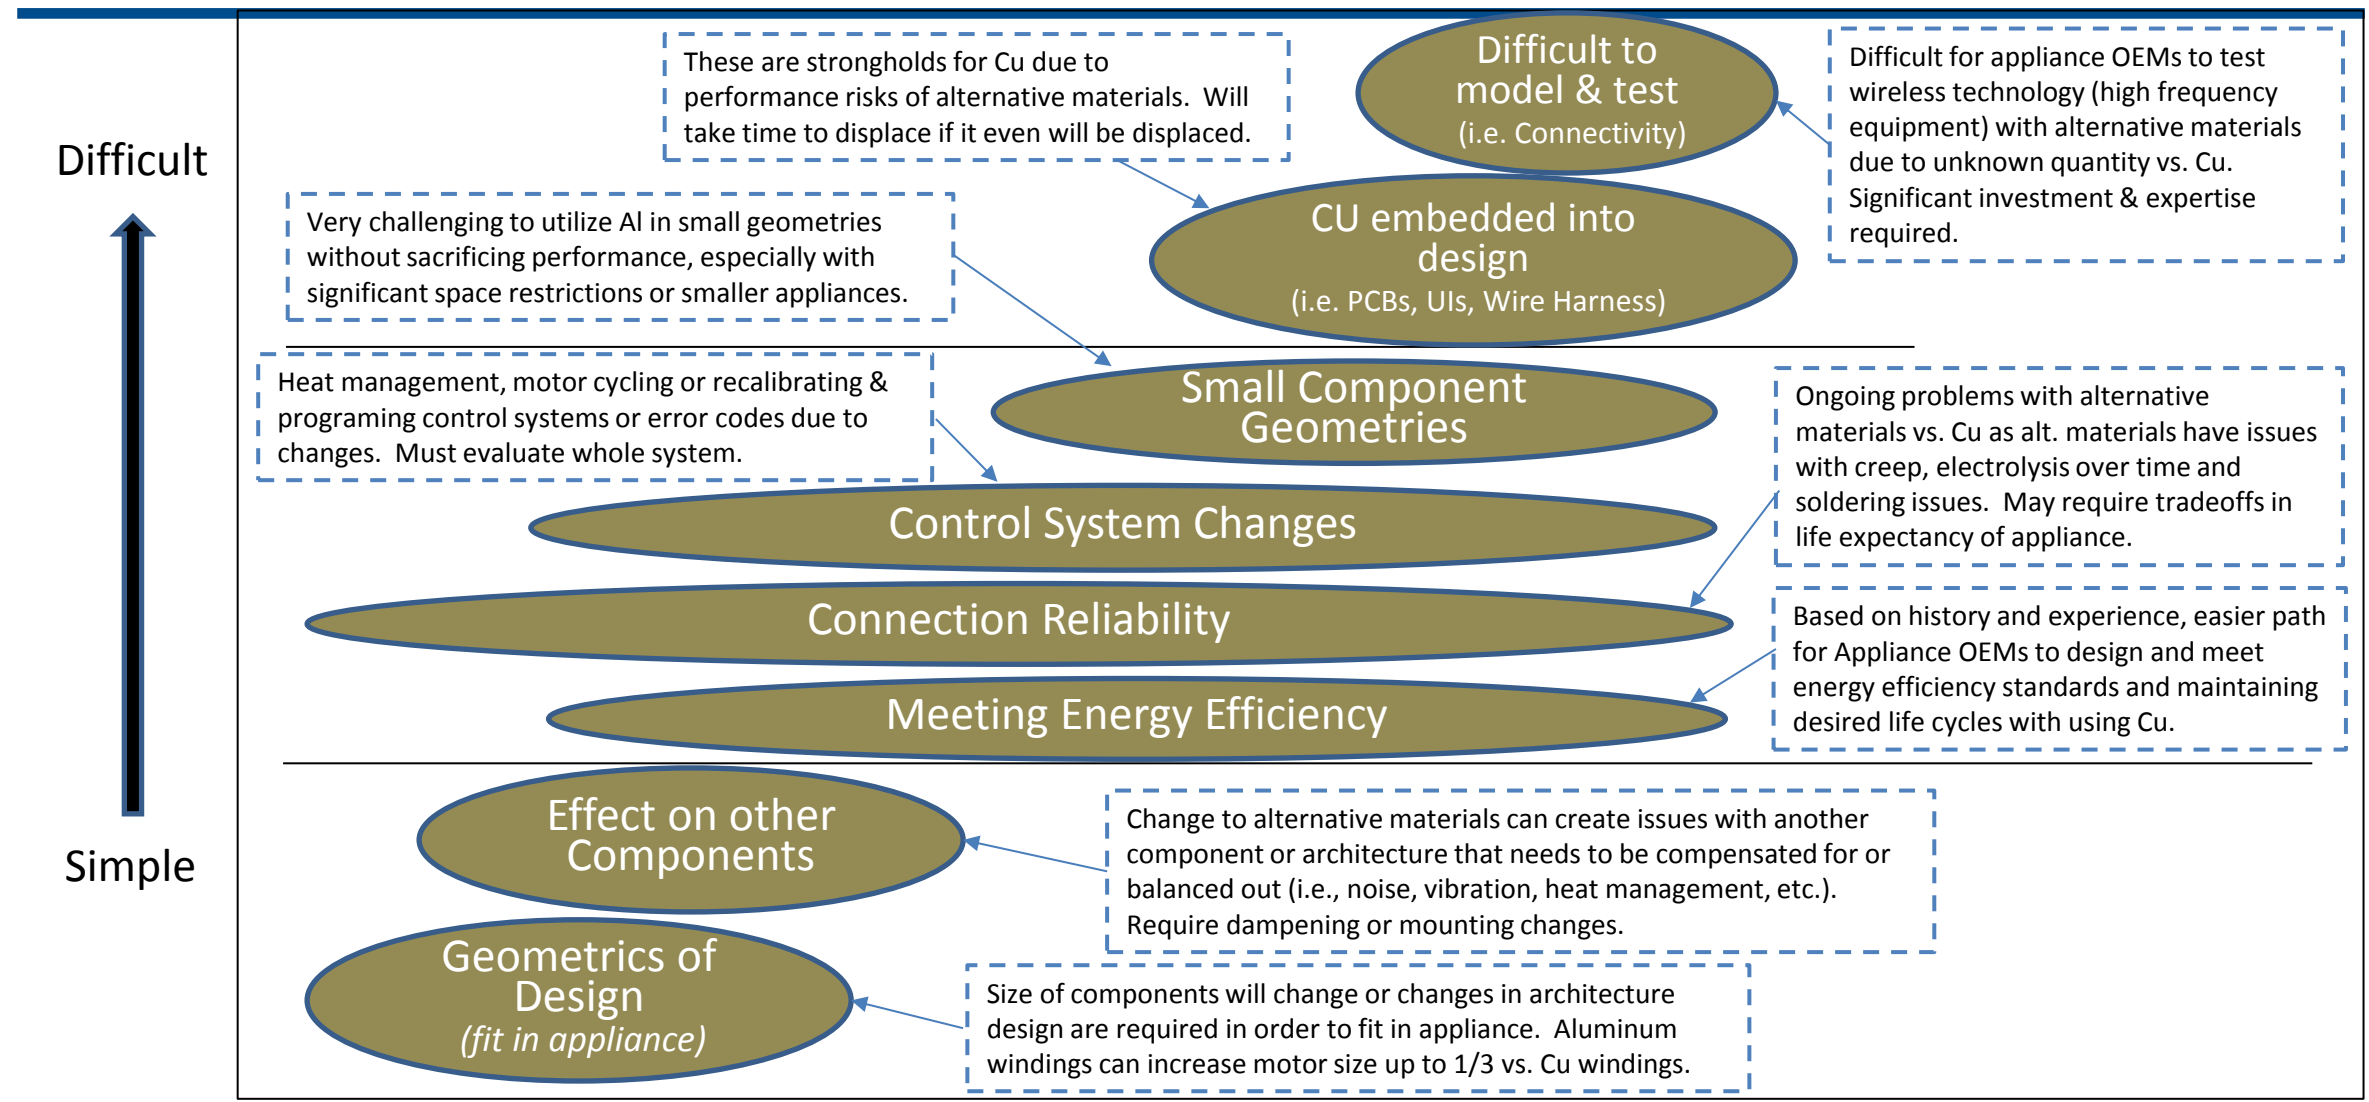 Difficult to
model & test
(i.e. Connectivity)
These are strongholds for Cu due to
performance risks of alternative materials.  Will
take time to displace if it even will be displaced.
Difficult for appliance OEMs to test
wireless technology (high frequency
equipment) with alternative materials
due to unknown quantity vs. Cu.
Significant investment & expertise
required.
Difficult
CU embedded into
design
(i.e. PCBs, UIs, Wire Harness)
Very challenging to utilize Al in small geometries
without sacrificing performance, especially with
significant space restrictions or smaller appliances.
Small Component
Geometries
Heat management, motor cycling or recalibrating &
programing control systems or error codes due to
changes.  Must evaluate whole system.
Ongoing problems with alternative
materials vs. Cu as alt. materials have issues
with creep, electrolysis over time and
soldering issues.  May require tradeoffs in
life expectancy of appliance.
Control System Changes
Connection Reliability
Based on history and experience, easier path
for Appliance OEMs to design and meet
energy efficiency standards and maintaining
desired life cycles with using Cu.
Meeting Energy Efficiency
Effect on other
Components
Change to alternative materials can create issues with another
component or architecture that needs to be compensated for or
balanced out (i.e., noise, vibration, heat management, etc.).
Require dampening or mounting changes.
Simple
Geometrics of
Design
(fit in appliance)
Size of components will change or changes in architecture
design are required in order to fit in appliance.  Aluminum
windings can increase motor size up to 1/3 vs. Cu windings.